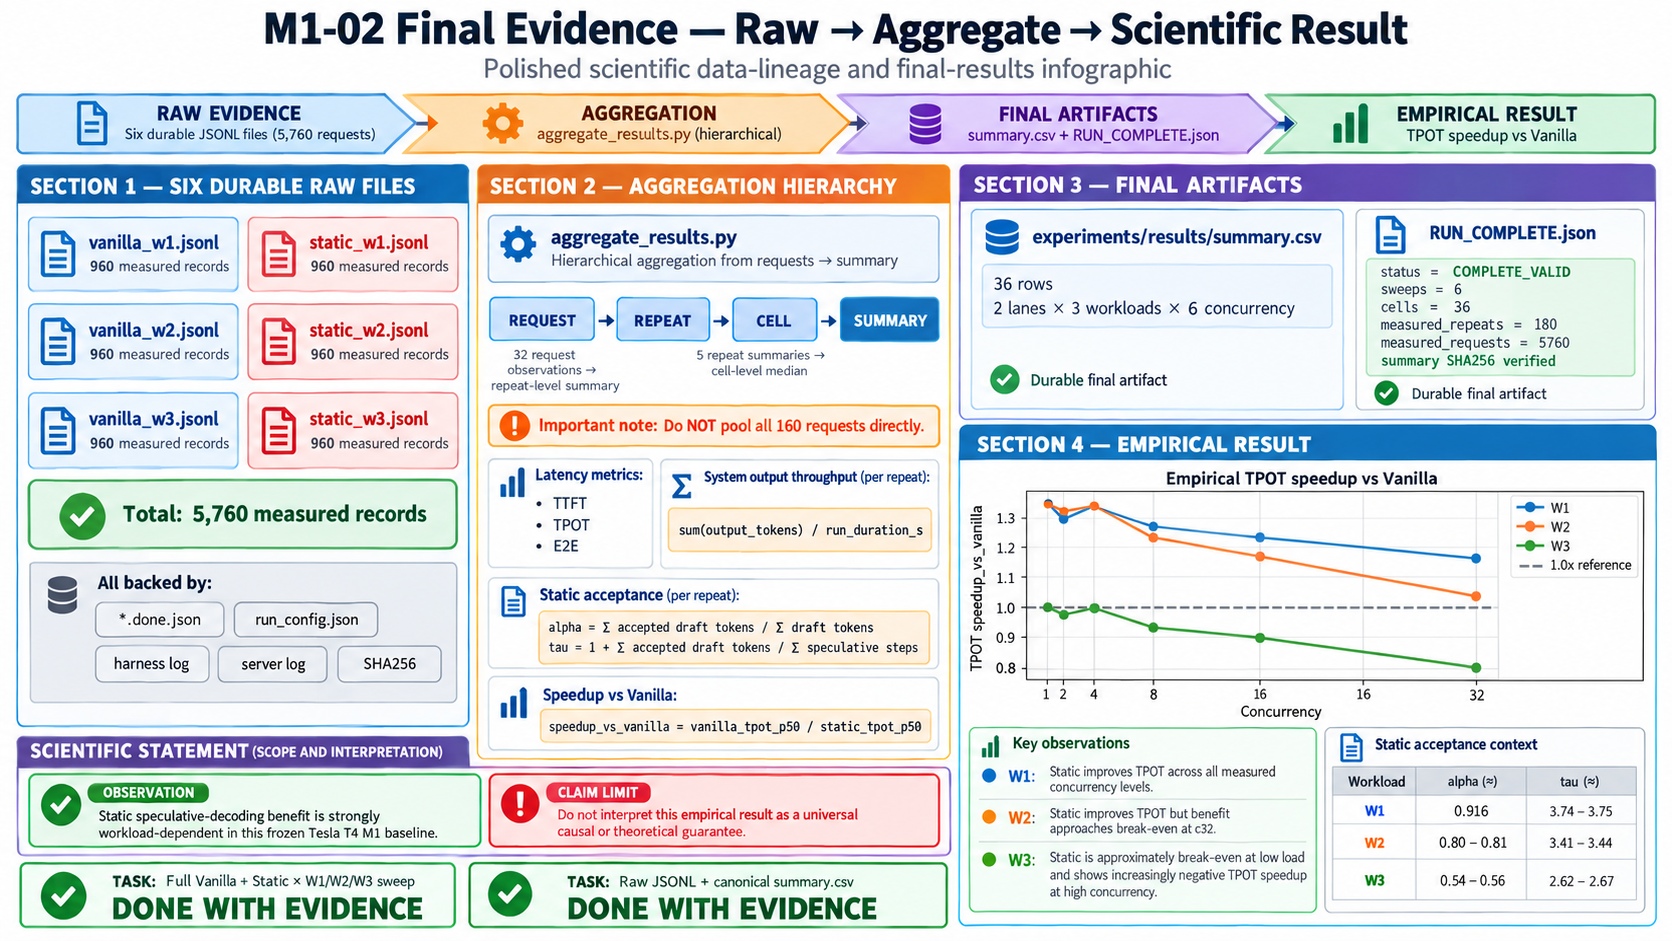 M1-02 Final Evidence — Raw → Aggregate → Scientific Result
Polished scientific data-lineage and final-results infographic
RAW EVIDENCE
Six durable JSONL files (5,760 requests)
AGGREGATION
aggregate_results.py (hierarchical)
FINAL ARTIFACTS
summary.csv + RUN_COMPLETE.json
EMPIRICAL RESULT
TPOT speedup vs Vanilla
SECTION 1 — SIX DURABLE RAW FILES
vanilla_w1.jsonl
960 measured records
static_w1.jsonl
960 measured records
vanilla_w2.jsonl
960 measured records
static_w2.jsonl
960 measured records
vanilla_w3.jsonl
960 measured records
static_w3.jsonl
960 measured records
Total: 5,760 measured records
All backed by:
*.done.json
run_config.json
harness log
server log
SHA256
SECTION 2 — AGGREGATION HIERARCHY
aggregate_results.py
Hierarchical aggregation from requests → summary
REQUEST → REPEAT → CELL → SUMMARY
32 request
observations →
repeat-level summary
5 repeat summaries →
cell-level median
Important note: Do NOT pool all 160 requests directly.
Latency metrics:
• TTFT
• TPOT
• E2E
Σ System output throughput (per repeat):
sum(output_tokens) / run_duration_s
Static acceptance (per repeat):
alpha = Σ accepted draft tokens / Σ draft tokens
tau = 1 + Σ accepted draft tokens / Σ speculative steps
Speedup vs Vanilla:
speedup_vs_vanilla = vanilla_tpot_p50 / static_tpot_p50
SECTION 3 — FINAL ARTIFACTS
experiments/results/summary.csv
36 rows
2 lanes × 3 workloads × 6 concurrency
Durable final artifact
RUN_COMPLETE.json
status = COMPLETE_VALID
sweeps = 6
cells = 36
measured_repeats = 180
measured_requests = 5760
summary SHA256 verified
Durable final artifact
SECTION 4 — EMPIRICAL RESULT
Empirical TPOT speedup vs Vanilla
TPOT speedup_vs_vanilla
1.3
1.2
1.1
1.0
0.9
0.8
1 2 4 8 16 16 32
Concurrency
W1
W2
W3
1.0x reference
Key observations
W1: Static improves TPOT across all measured
concurrency levels.
W2: Static improves TPOT but benefit
approaches break-even at c32.
W3: Static is approximately break-even at low load
and shows increasingly negative TPOT speedup
at high concurrency.
Static acceptance context
Workload alpha (≈) tau (≈)
W1 0.916 3.74 – 3.75
W2 0.80 – 0.81 3.41 – 3.44
W3 0.54 – 0.56 2.62 – 2.67
SCIENTIFIC STATEMENT (SCOPE AND INTERPRETATION)
OBSERVATION
Static speculative-decoding benefit is strongly
workload-dependent in this frozen Tesla T4 M1 baseline.
CLAIM LIMIT
Do not interpret this empirical result as a universal
causal or theoretical guarantee.
TASK: Full Vanilla + Static × W1/W2/W3 sweep
DONE WITH EVIDENCE
TASK: Raw JSONL + canonical summary.csv
DONE WITH EVIDENCE